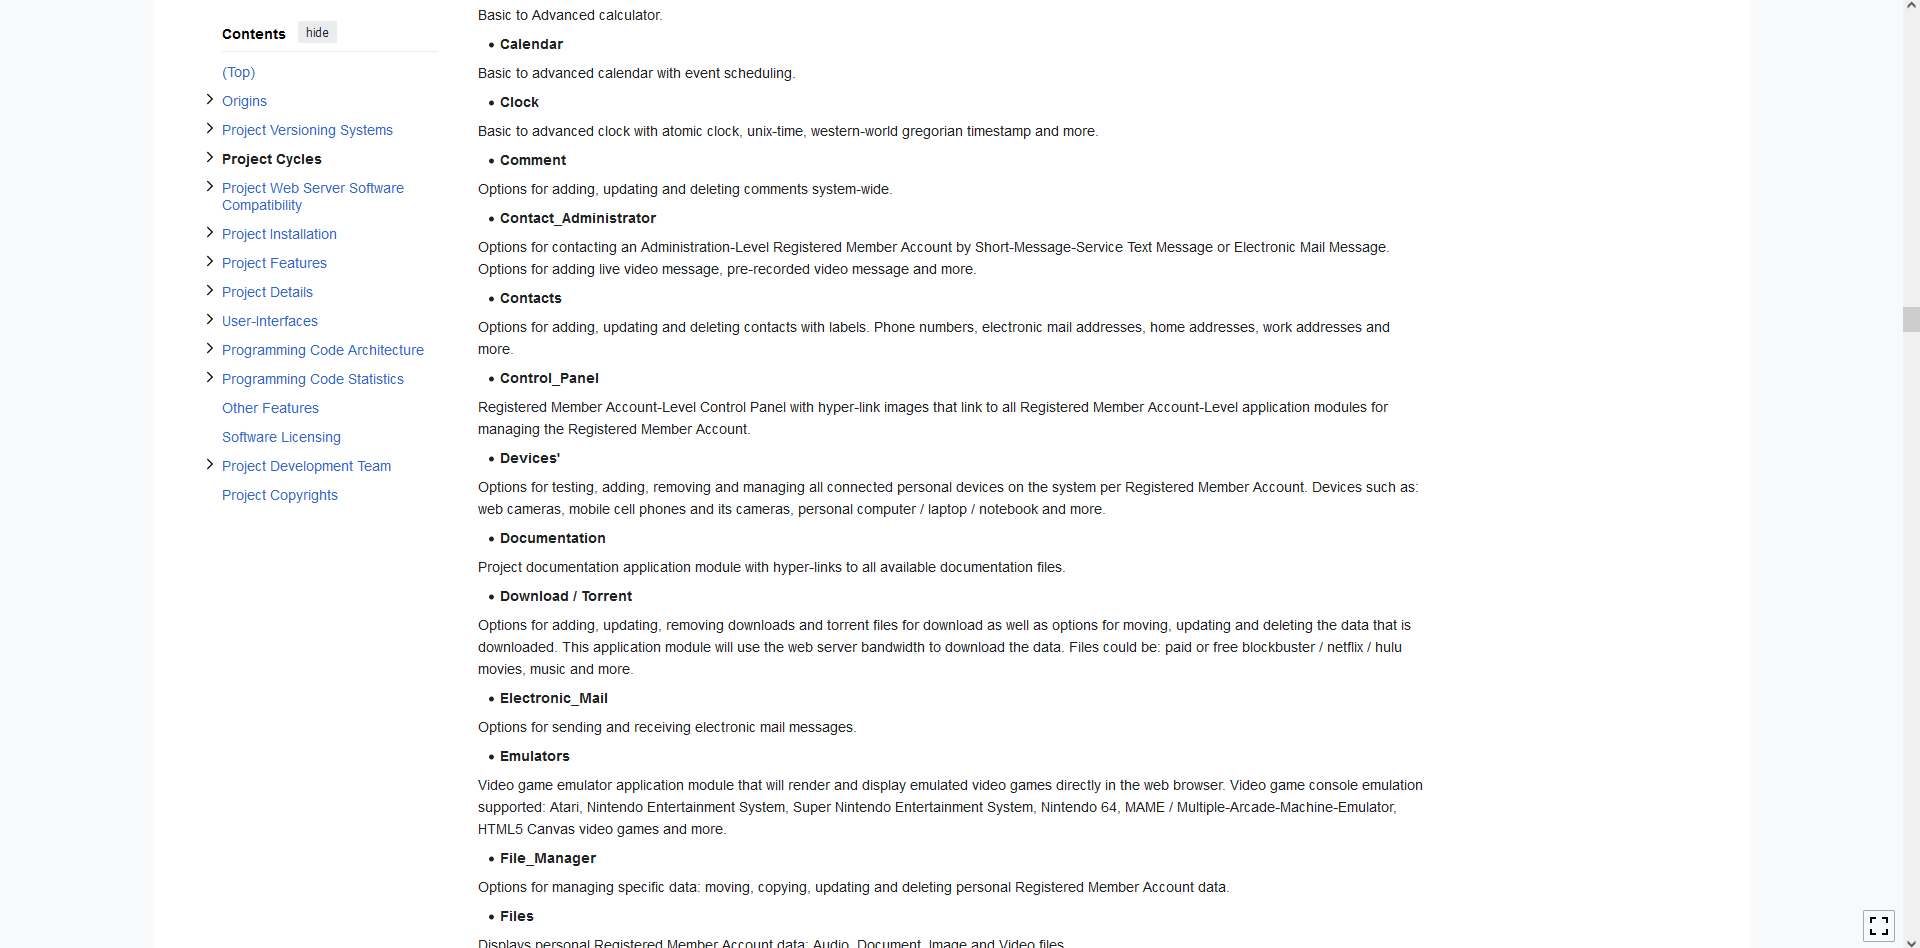 Contents hide
(Top)
Origins
Project Versioning Systems
Project Cycles
Project Web Server Software
Compatibility
Project Installation
Project Features
Project Details
User-Interfaces
Programming Code Architecture
Programming Code Statistics
Other Features
Software Licensing
Project Development Team
Project Copyrights
Basic to Advanced calculator.
• Calendar
Basic to advanced calendar with event scheduling.
• Clock
Basic to advanced clock with atomic clock, unix-time, western-world gregorian timestamp and more.
• Comment
Options for adding, updating and deleting comments system-wide.
• Contact_Administrator
Options for contacting an Administration-Level Registered Member Account by Short-Message-Service Text Message or Electronic Mail Message.
Options for adding live video message, pre-recorded video message and more.
• Contacts
Options for adding, updating and deleting contacts with labels. Phone numbers, electronic mail addresses, home addresses, work addresses and
more.
• Control_Panel
Registered Member Account-Level Control Panel with hyper-link images that link to all Registered Member Account-Level application modules for
managing the Registered Member Account.
• Devices'
Options for testing, adding, removing and managing all connected personal devices on the system per Registered Member Account. Devices such as:
web cameras, mobile cell phones and its cameras, personal computer / laptop / notebook and more.
• Documentation
Project documentation application module with hyper-links to all available documentation files.
• Download / Torrent
Options for adding, updating, removing downloads and torrent files for download as well as options for moving, updating and deleting the data that is
downloaded. This application module will use the web server bandwidth to download the data. Files could be: paid or free blockbuster / netflix / hulu
movies, music and more.
• Electronic_Mail
Options for sending and receiving electronic mail messages.
• Emulators
Video game emulator application module that will render and display emulated video games directly in the web browser. Video game console emulation
supported: Atari, Nintendo Entertainment System, Super Nintendo Entertainment System, Nintendo 64, MAME / Multiple-Arcade-Machine-Emulator,
HTML5 Canvas video games and more.
• File_Manager
Options for managing specific data: moving, copying, updating and deleting personal Registered Member Account data.
• Files
Displays personal Registered Member Account data: Audio, Document, Image and Video files.